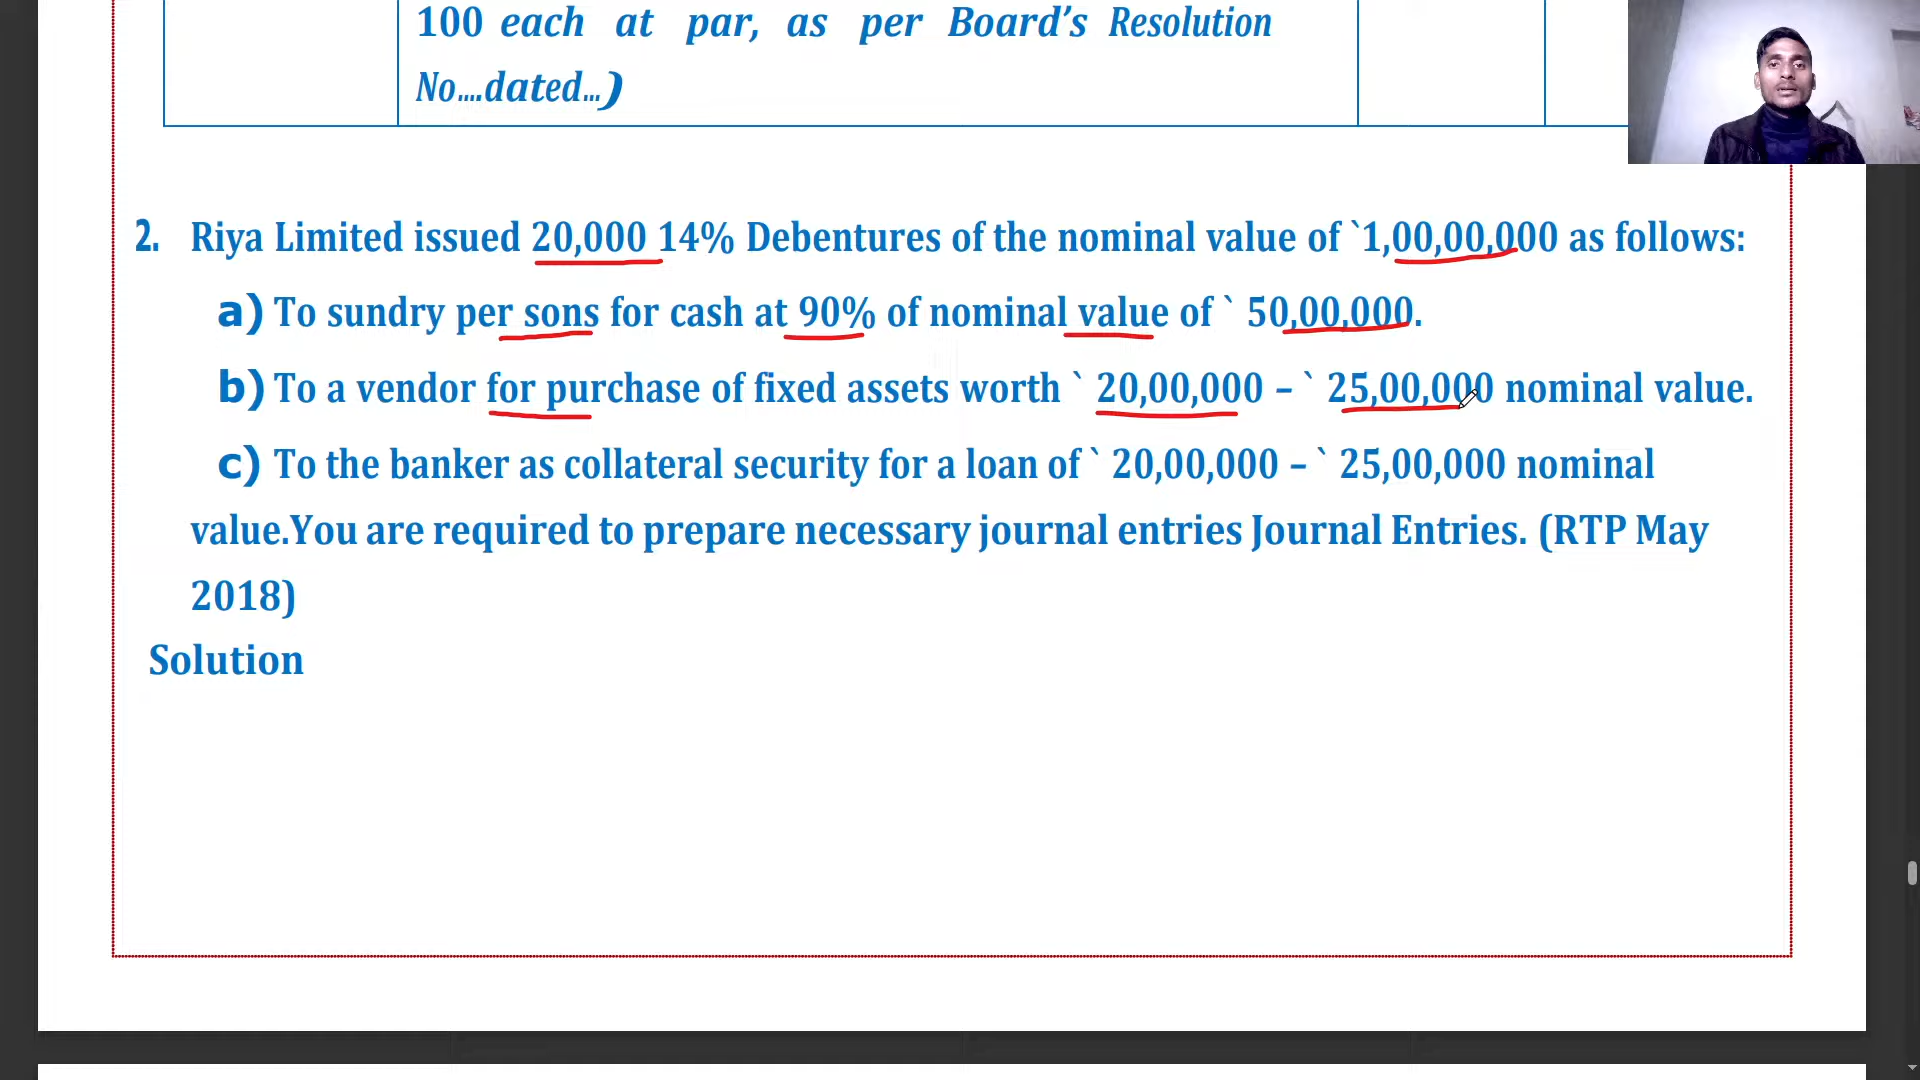 100 each at par, as per Board’s Resolution
No....dated...)
2. Riya Limited issued 20,000 14% Debentures of the nominal value of `1,00,00,000 as follows:
a) To sundry per sons for cash at 90% of nominal value of ` 50,00,000.
b) To a vendor for purchase of fixed assets worth ` 20,00,000 – ` 25,00,000 nominal value.
c) To the banker as collateral security for a loan of ` 20,00,000 – ` 25,00,000 nominal
value.You are required to prepare necessary journal entries Journal Entries. (RTP May
2018)
Solution